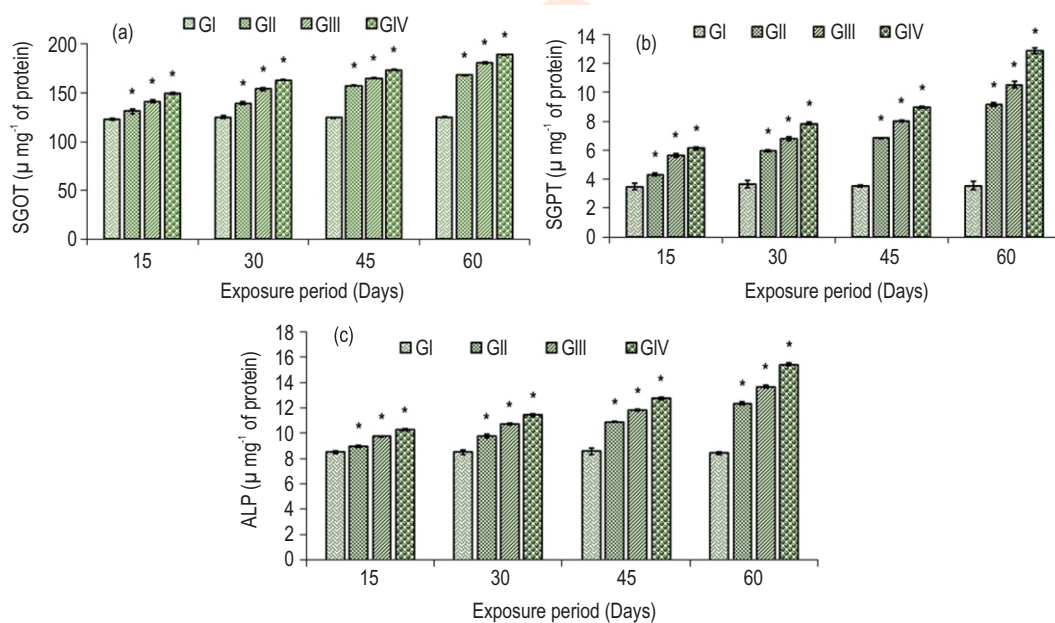 (a)
GI GII GIII GIV
200
150
100
50
0
SGOT (µ mg-1 of protein)
* * * * * * * * * * * *
15 30 45 60
Exposure period (Days)
(b)
GI GII GIII GIV
14
12
10
8
6
4
2
0
SGPT (µ mg-1 of protein)
* * * * * * * * * * * *
15 30 45 60
Exposure period (Days)
(c)
GI GII GIII GIV
18
16
14
12
10
8
6
4
2
0
ALP (µ mg-1 of protein)
* * * * * * * * * * * *
15 30 45 60
Exposure period (Days)